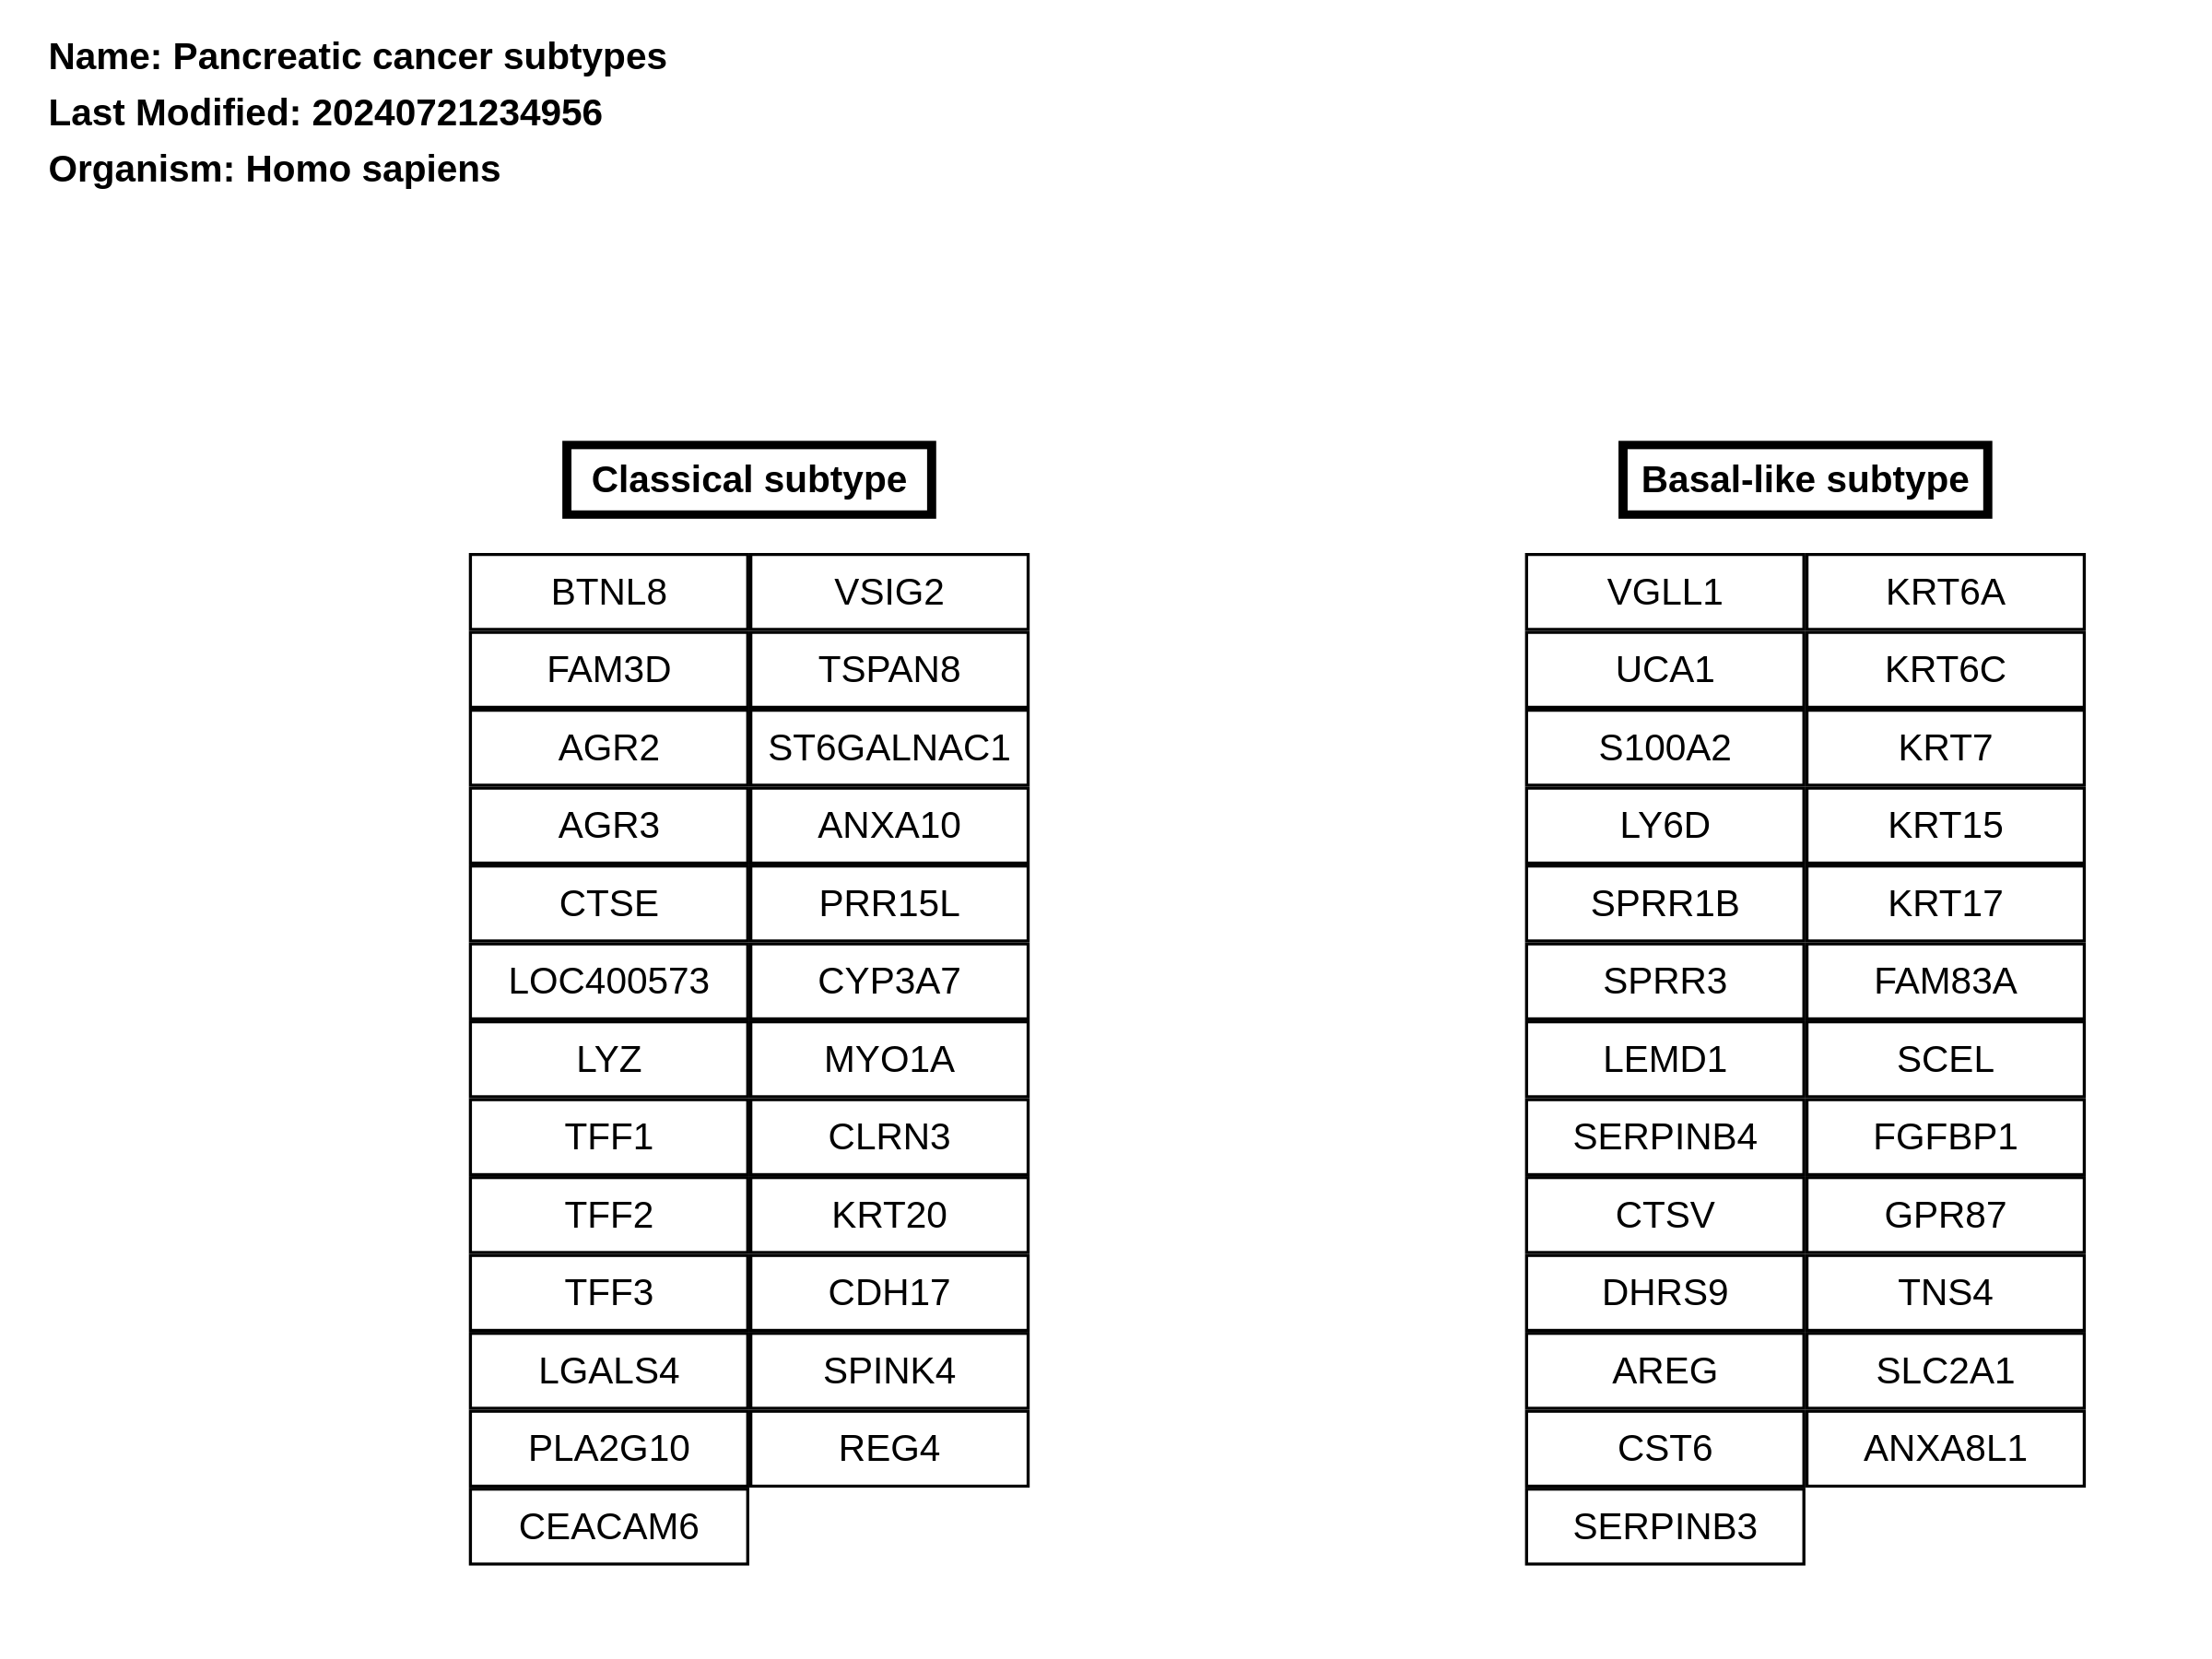 Name: Pancreatic cancer subtypes
Last Modified: 20240721234956
Organism: Homo sapiens
Classical subtype
BTNL8 VSIG2
FAM3D TSPAN8
AGR2 ST6GALNAC1
AGR3 ANXA10
CTSE PRR15L
LOC400573 CYP3A7
LYZ MYO1A
TFF1 CLRN3
TFF2 KRT20
TFF3 CDH17
LGALS4 SPINK4
PLA2G10 REG4
CEACAM6
Basal-like subtype
VGLL1 KRT6A
UCA1 KRT6C
S100A2 KRT7
LY6D KRT15
SPRR1B KRT17
SPRR3 FAM83A
LEMD1 SCEL
SERPINB4 FGFBP1
CTSV GPR87
DHRS9 TNS4
AREG SLC2A1
CST6 ANXA8L1
SERPINB3